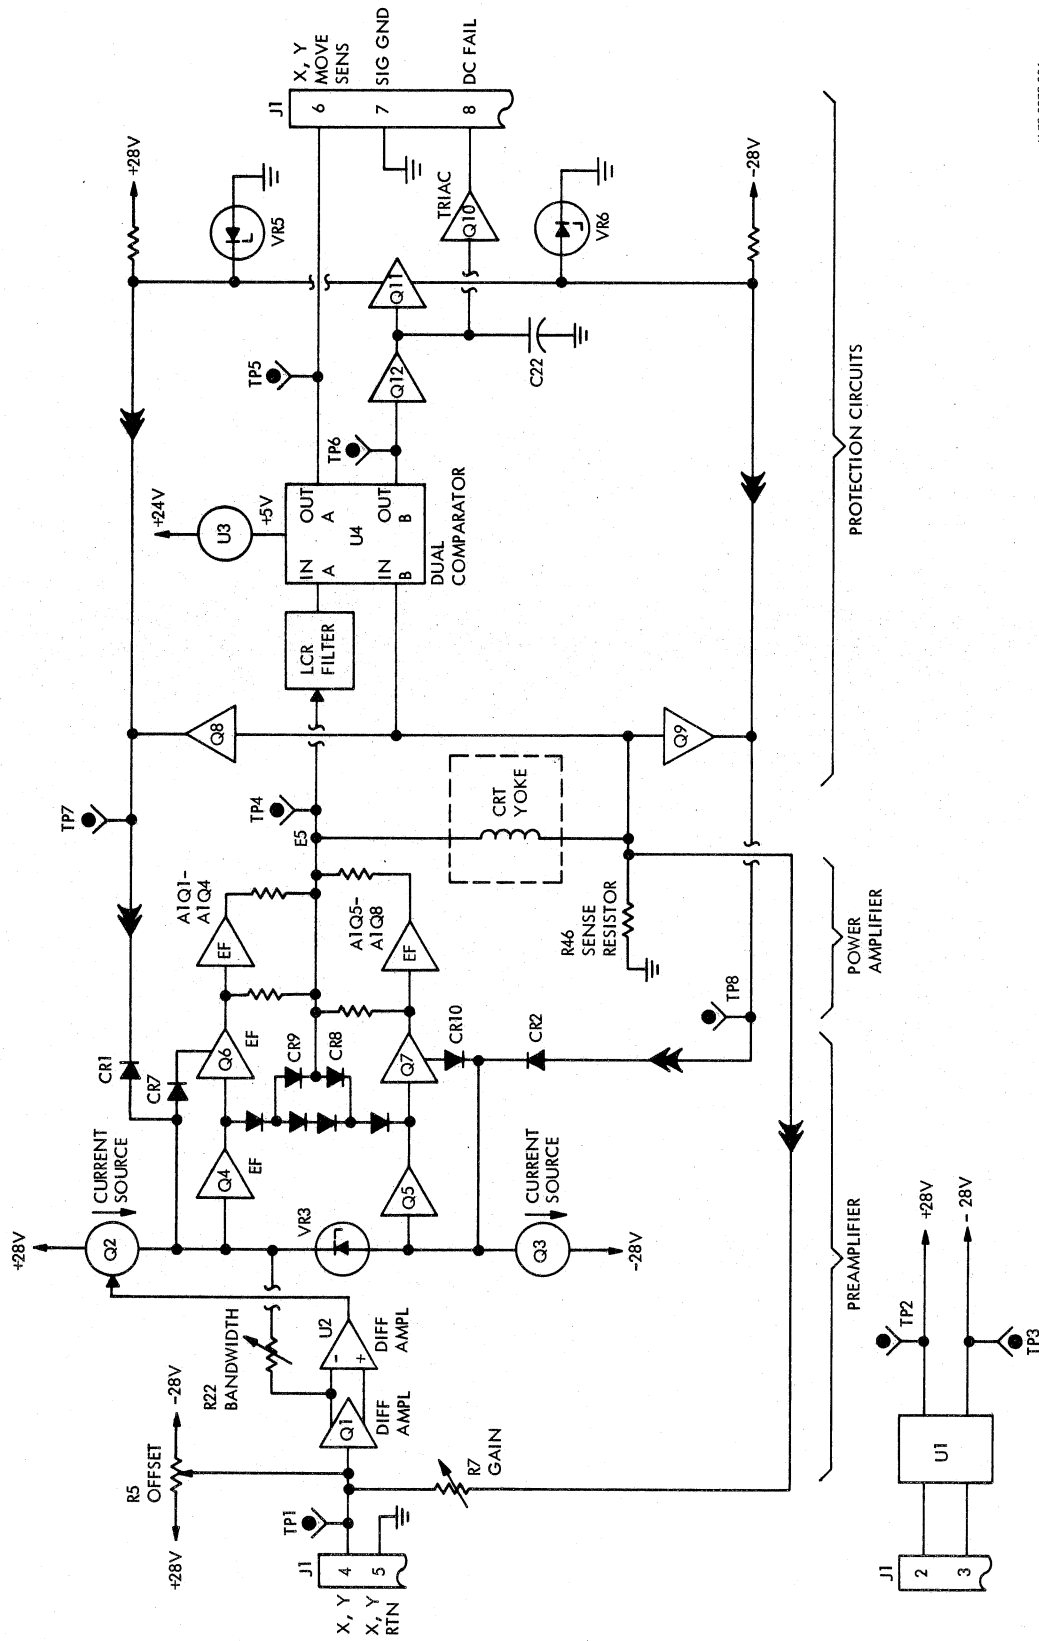 +28V
VR5
J1
6
7
8
X, Y
MOVE
SENS
SIG GND
DC FAIL
TRIAC
Q10
Q11
VR6
-28V
TP5
TP6
Q12
C22
+24V
U3
+5V
IN
A
OUT
A
U4
IN
B
OUT
B
DUAL
COMPARATOR
LCR
FILTER
Q8
Q9
PROTECTION CIRCUITS
TP7
TP4
E5
CRT
YOKE
A1Q1-
A1Q4
EF
A1Q5-
A1Q8
EF
R46
SENSE
RESISTOR
POWER
AMPLIFIER
TP8
CR1
CR7
Q6
EF
CR9
CR8
Q7
CR10
CR2
+28V
Q2
CURRENT
SOURCE
Q4
EF
VR3
Q5
Q3
CURRENT
SOURCE
-28V
PREAMPLIFIER
R22
BANDWIDTH
U2
-
+
DIFF
AMPL
Q1
DIFF
AMPL
+28V
R5
OFFSET
-28V
TP1
R7
GAIN
J1
4
5
X, Y
X, Y
RTN
J1
2
3
U1
TP2
TP3
+28V
- 28V